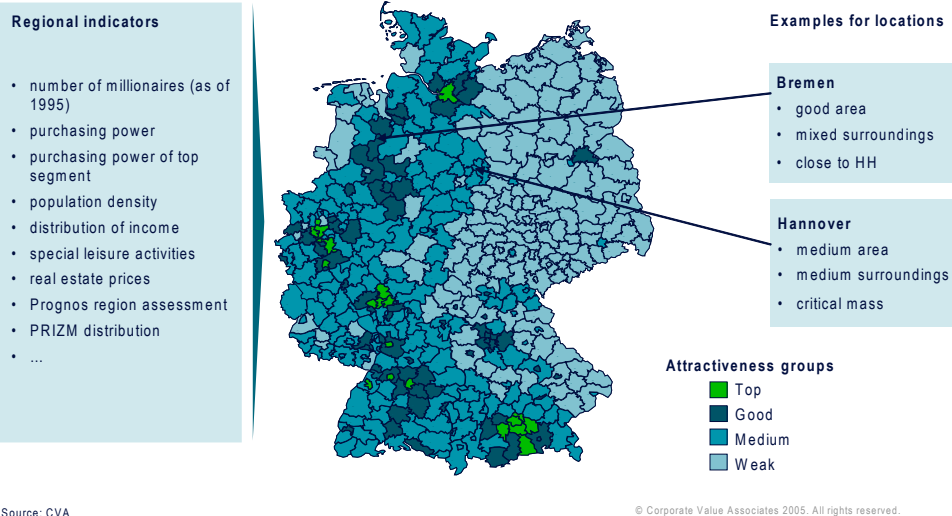 Regional indicators
• number of millionaires (as of
1995)
• purchasing power
• purchasing power of top
segment
• population density
• distribution of income
• special leisure activities
• real estate prices
• Prognos region assessment
• PRIZM distribution
• ...
Examples for locations
Bremen
• good area
• mixed surroundings
• close to HH
Hannover
• medium area
• medium surroundings
• critical mass
Attractiveness groups
Top
Good
Medium
Weak
Source: CVA
© Corporate Value Associates 2005. All rights reserved.